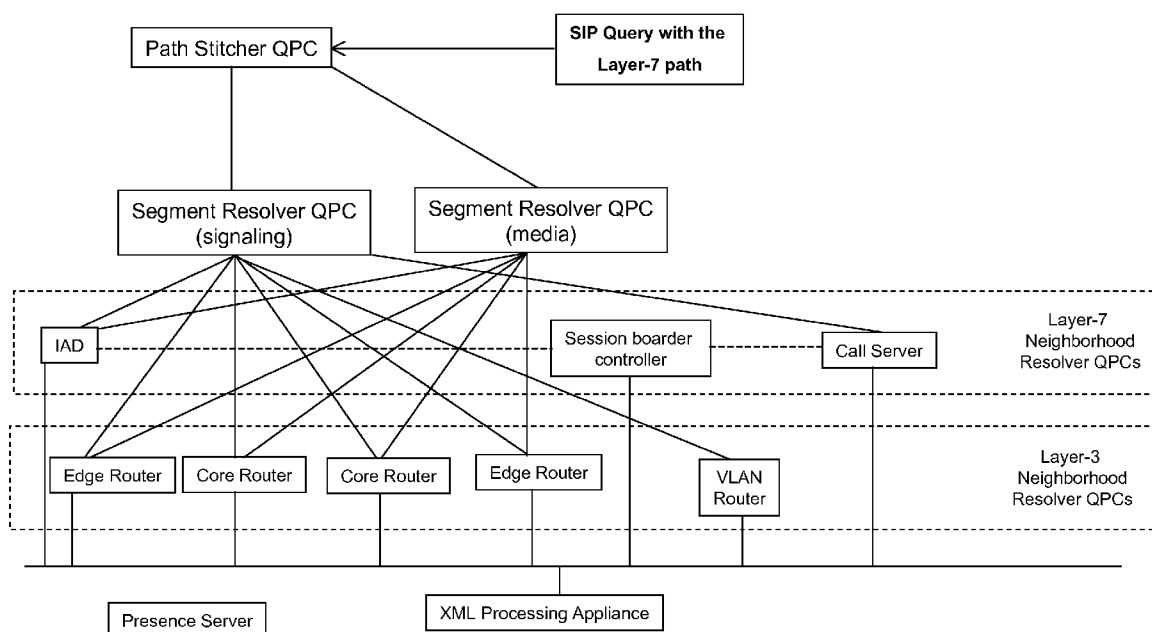 SIP Query with the
Layer-7 path
Path Stitcher QPC
Segment Resolver QPC
(signaling)
Segment Resolver QPC
(media)
IAD
Session boarder
controller
Call Server
Layer-7
Neighborhood
Resolver QPCs
Edge Router
Core Router
Core Router
Edge Router
VLAN
Router
Layer-3
Neighborhood
Resolver QPCs
XML Processing Appliance
Presence Server